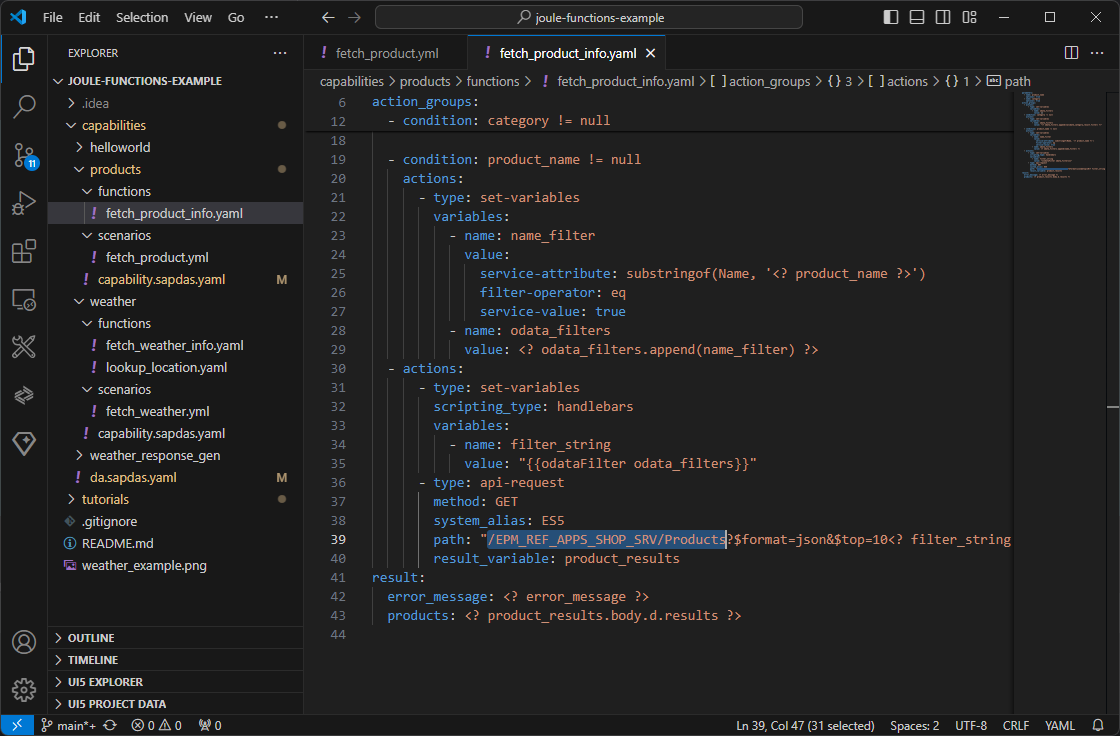 File Edit Selection View Go ···
joule-functions-example
EXPLORER ···
JOULE-FUNCTIONS-EXAMPLE
.idea
capabilities
helloworld
products
functions
! fetch_product_info.yaml
scenarios
! fetch_product.yml
! capability.sapdas.yaml M
weather
functions
! fetch_weather_info.yaml
! lookup_location.yaml
scenarios
! fetch_weather.yml
! capability.sapdas.yaml
weather_response_gen
! da.sapdas.yaml M
tutorials
.gitignore
README.md
weather_example.png
OUTLINE
TIMELINE
UI5 EXPLORER
UI5 PROJECT DATA
11
! fetch_product.yml
! fetch_product_info.yaml
capabilities > products > functions > ! fetch_product_info.yaml > [ ] action_groups > {} 3 > [ ] actions > {} 1 > abc path
6 action_groups:
12 - condition: category != null
18
19 - condition: product_name != null
20 actions:
21 - type: set-variables
22 variables:
23 - name: name_filter
24 value:
25 service-attribute: substringof(Name, '<? product_name ?>')
26 filter-operator: eq
27 service-value: true
28 - name: odata_filters
29 value: <? odata_filters.append(name_filter) ?>
30 - actions:
31 - type: set-variables
32 scripting_type: handlebars
33 variables:
34 - name: filter_string
35 value: "{{odataFilter odata_filters}}"
36 - type: api-request
37 method: GET
38 system_alias: ES5
39 path: "/EPM_REF_APPS_SHOP_SRV/Products?$format=json&$top=10<? filter_string
40 result_variable: product_results
41 result:
42 error_message: <? error_message ?>
43 products: <? product_results.body.d.results ?>
44
main*+ 0 0 0 Ln 39, Col 47 (31 selected) Spaces: 2 UTF-8 CRLF YAML